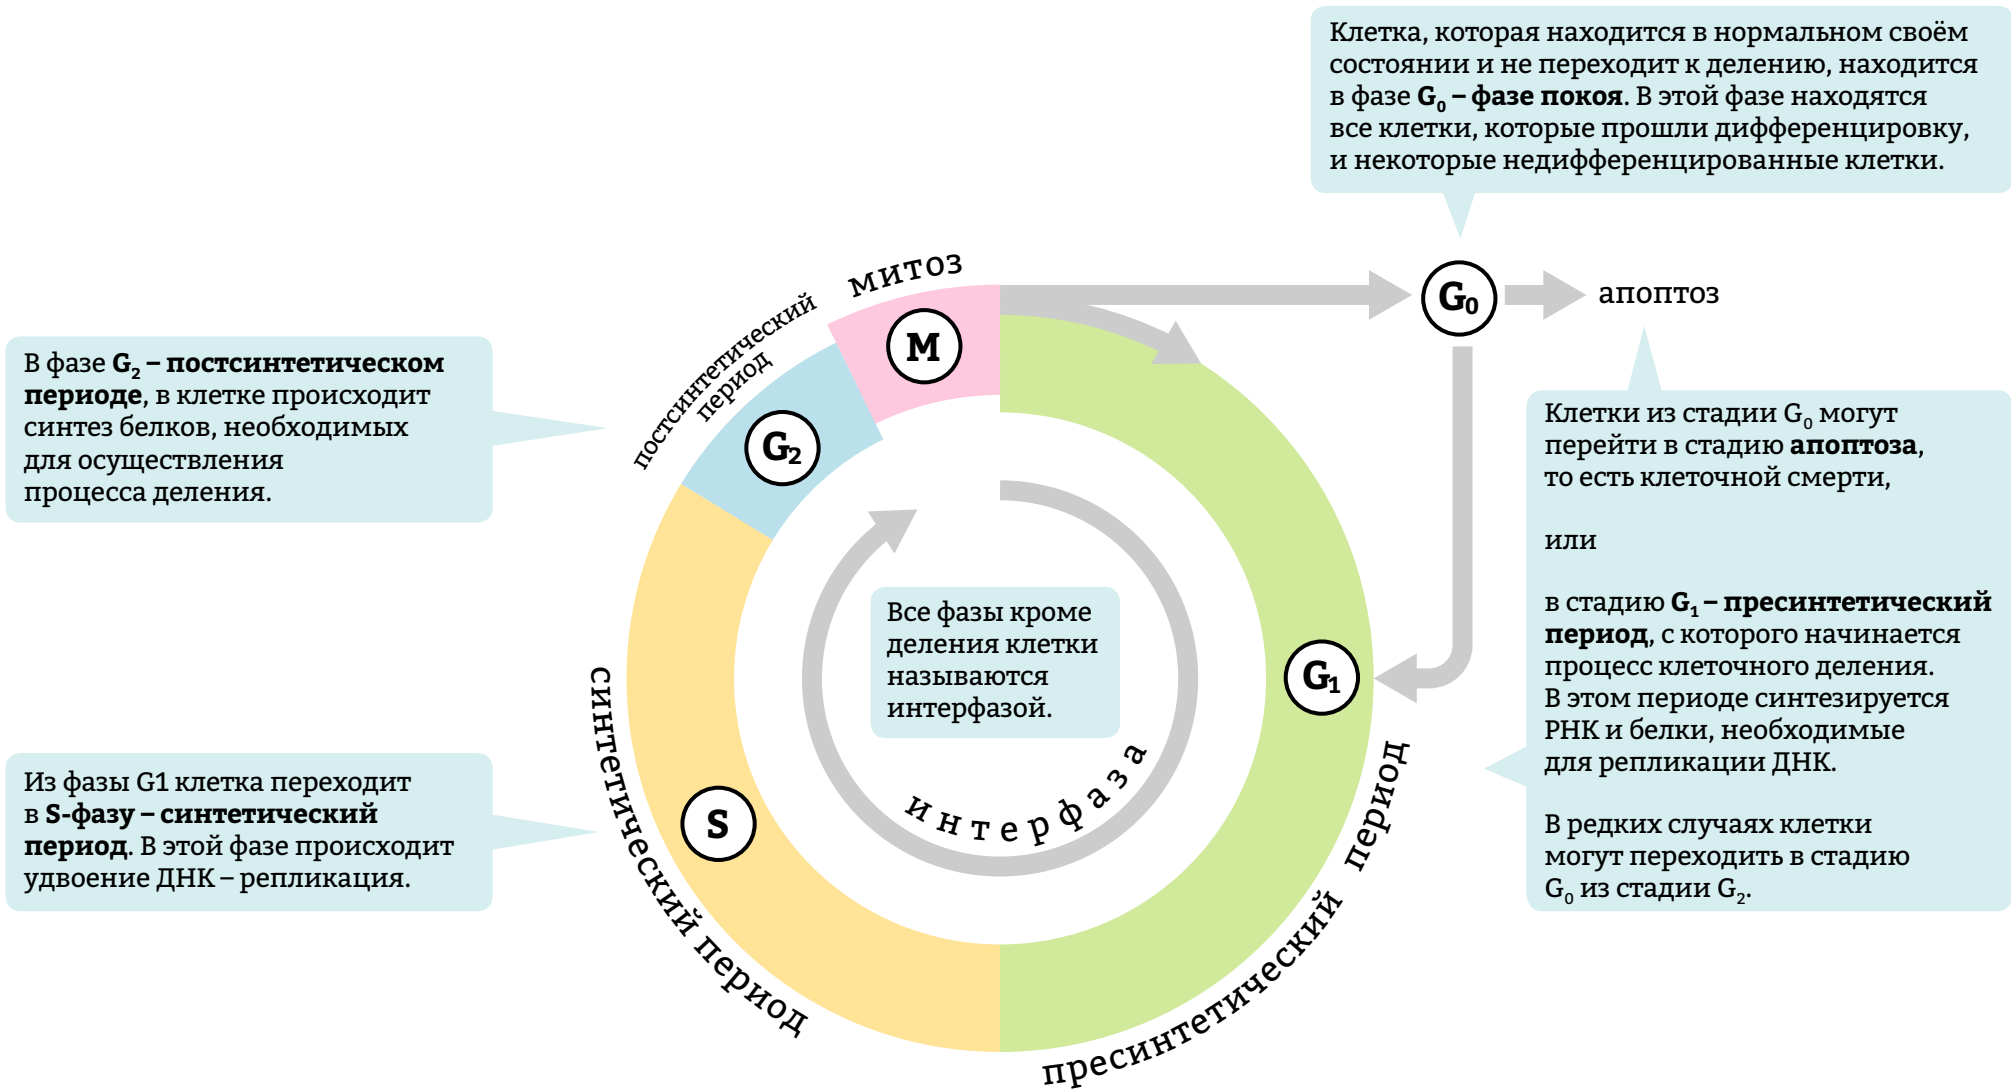 Клетка, которая находится в нормальном своём
состоянии и не переходит к делению, находится
в фазе G₀ – фазе покоя. В этой фазе находятся
все клетки, которые прошли дифференцировку,
и некоторые недифференцированные клетки.
митоз
постсинтетический
период
M
G₀
апоптоз
В фазе G₂ – постсинтетическом
периоде, в клетке происходит
синтез белков, необходимых
для осуществления
процесса деления.
G₂
Клетки из стадии G₀ могут
перейти в стадию апоптоза,
то есть клеточной смерти,
или
в стадию G₁ – пресинтетический
период, с которого начинается
процесс клеточного деления.
В этом периоде синтезируется
РНК и белки, необходимые
для репликации ДНК.
В редких случаях клетки
могут переходить в стадию
G₀ из стадии G₂.
Все фазы кроме
деления клетки
называются
интерфазой.
интерфаза
G₁
Из фазы G1 клетка переходит
в S-фазу – синтетический
период. В этой фазе происходит
удвоение ДНК – репликация.
S
синтетический период
пресинтетический период